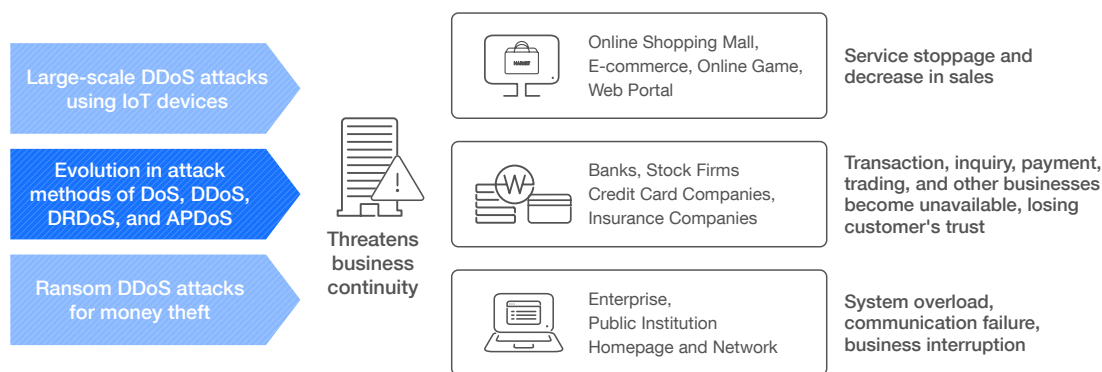 Large-scale DDoS attacks
using IoT devices
Evolution in attack
methods of DoS, DDoS,
DRDoS, and APDoS
Ransom DDoS attacks
for money theft
Threatens
business
continuity
MARKET
Online Shopping Mall,
E-commerce, Online Game,
Web Portal
Service stoppage and
decrease in sales
W
Banks, Stock Firms
Credit Card Companies,
Insurance Companies
Transaction, inquiry, payment,
trading, and other businesses
become unavailable, losing
customer's trust
Enterprise,
Public Institution
Homepage and Network
System overload,
communication failure,
business interruption